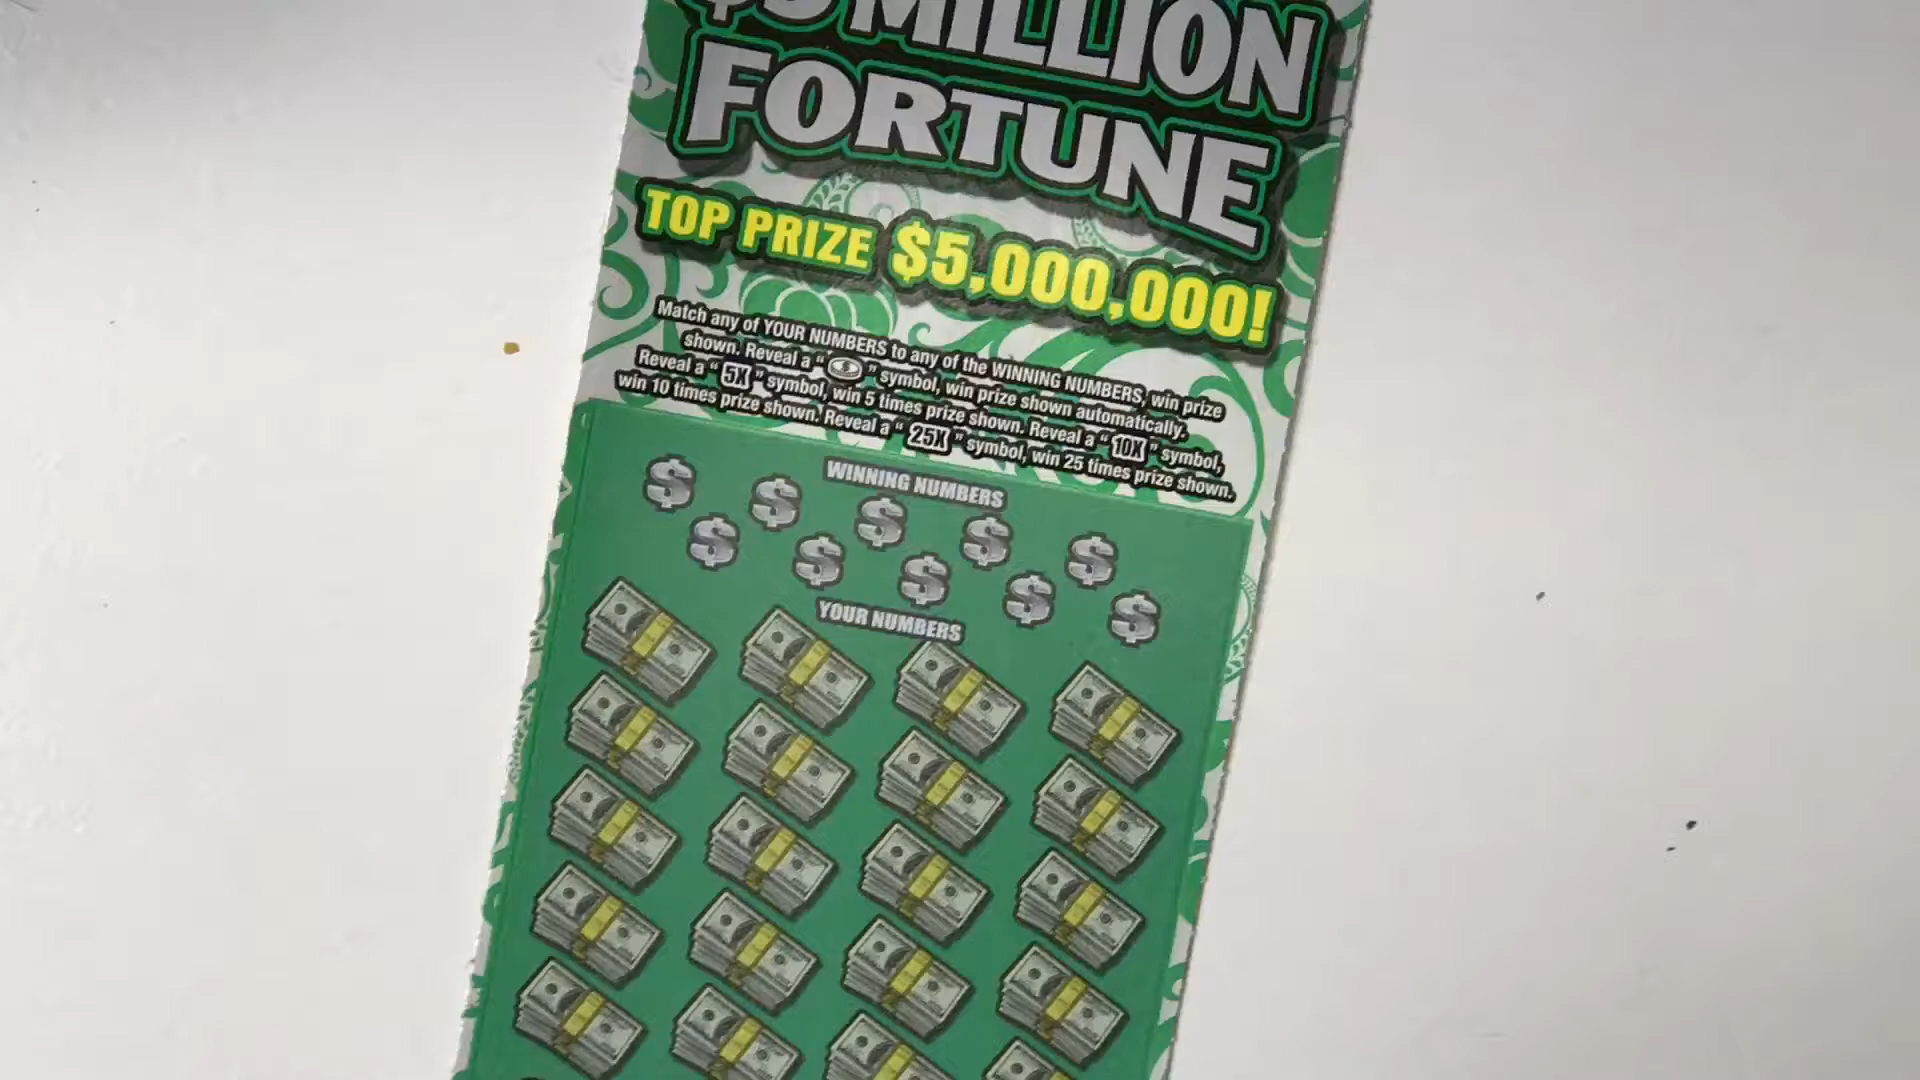 $5 MILLION
FORTUNE
TOP PRIZE $5,000,000!
Match any of YOUR NUMBERS to any of the WINNING NUMBERS, win prize
shown. Reveal a " " symbol, win prize shown automatically.
Reveal a " 5X " symbol, win 5 times prize shown. Reveal a " 10X " symbol,
win 10 times prize shown. Reveal a " 25X " symbol, win 25 times prize shown.
WINNING NUMBERS
$ $ $ $ $
$ $ $ $ $
YOUR NUMBERS